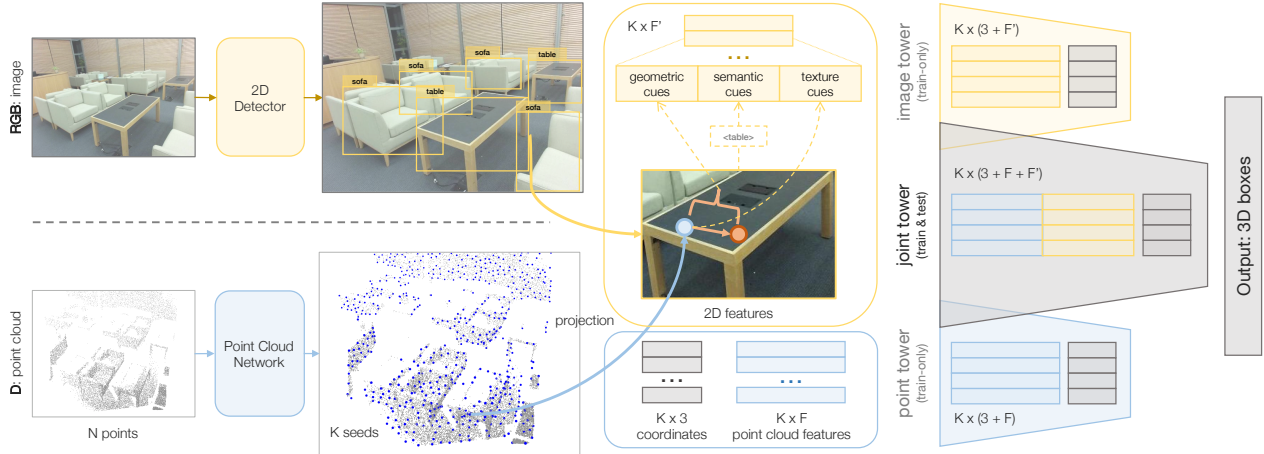 RGB: image
2D
Detector
sofa
table
sofa
sofa
table
sofa
K x F'
...
geometric
cues
semantic
cues
texture
cues
<table>
2D features
D: point cloud
N points
Point Cloud
Network
K seeds
projection
...
K x 3
coordinates
...
K x F
point cloud features
image tower
(train-only)
K x (3 + F')
joint tower
(train & test)
K x (3 + F + F')
point tower
(train-only)
K x (3 + F)
Output: 3D boxes